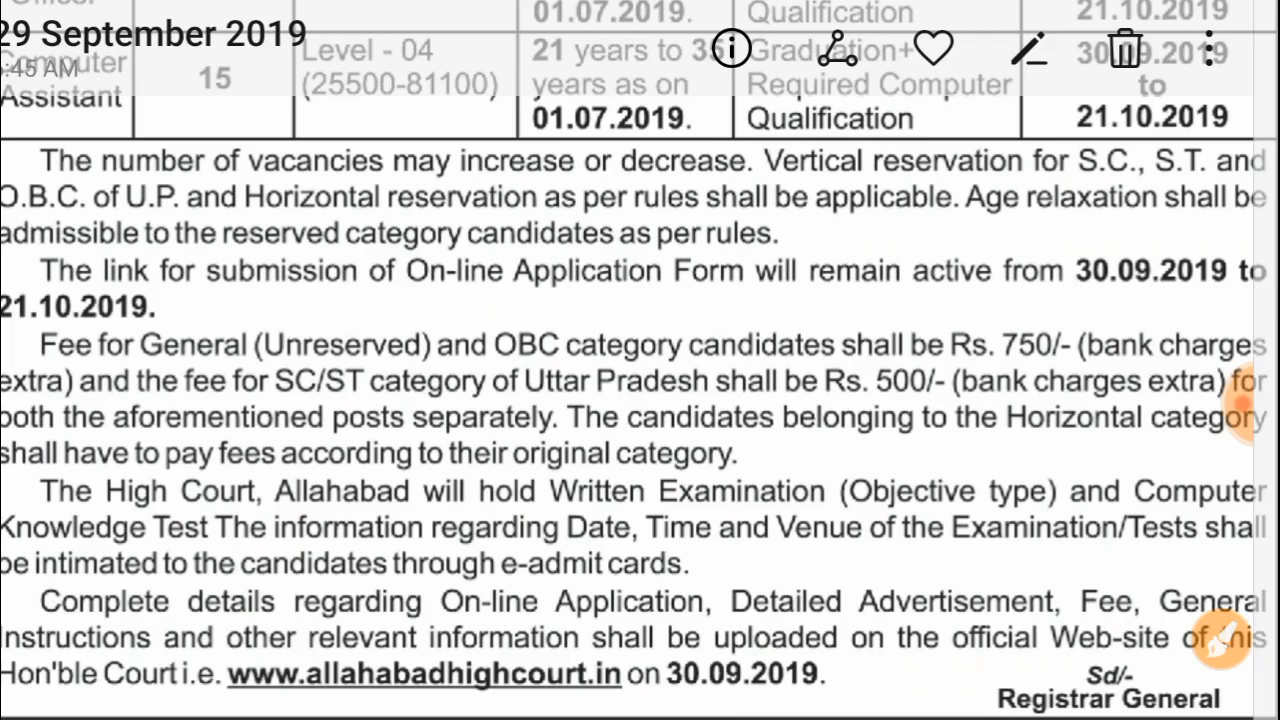 01.07.2019. Qualification 21.10.2019
29 September 2019
:45 AM
Computer Assistant 15 Level - 04 (25500-81100) 21 years to 35 years as on 01.07.2019. Graduation+ Required Computer Qualification 30.09.2019 to 21.10.2019
The number of vacancies may increase or decrease. Vertical reservation for S.C., S.T. and
O.B.C. of U.P. and Horizontal reservation as per rules shall be applicable. Age relaxation shall be
admissible to the reserved category candidates as per rules.
The link for submission of On-line Application Form will remain active from 30.09.2019 to
21.10.2019.
Fee for General (Unreserved) and OBC category candidates shall be Rs. 750/- (bank charges
extra) and the fee for SC/ST category of Uttar Pradesh shall be Rs. 500/- (bank charges extra) for
both the aforementioned posts separately. The candidates belonging to the Horizontal category
shall have to pay fees according to their original category.
The High Court, Allahabad will hold Written Examination (Objective type) and Computer
Knowledge Test The information regarding Date, Time and Venue of the Examination/Tests shall
be intimated to the candidates through e-admit cards.
Complete details regarding On-line Application, Detailed Advertisement, Fee, General
Instructions and other relevant information shall be uploaded on the official Web-site of this
Hon'ble Court i.e. www.allahabadhighcourt.in on 30.09.2019.
Sd/-
Registrar General